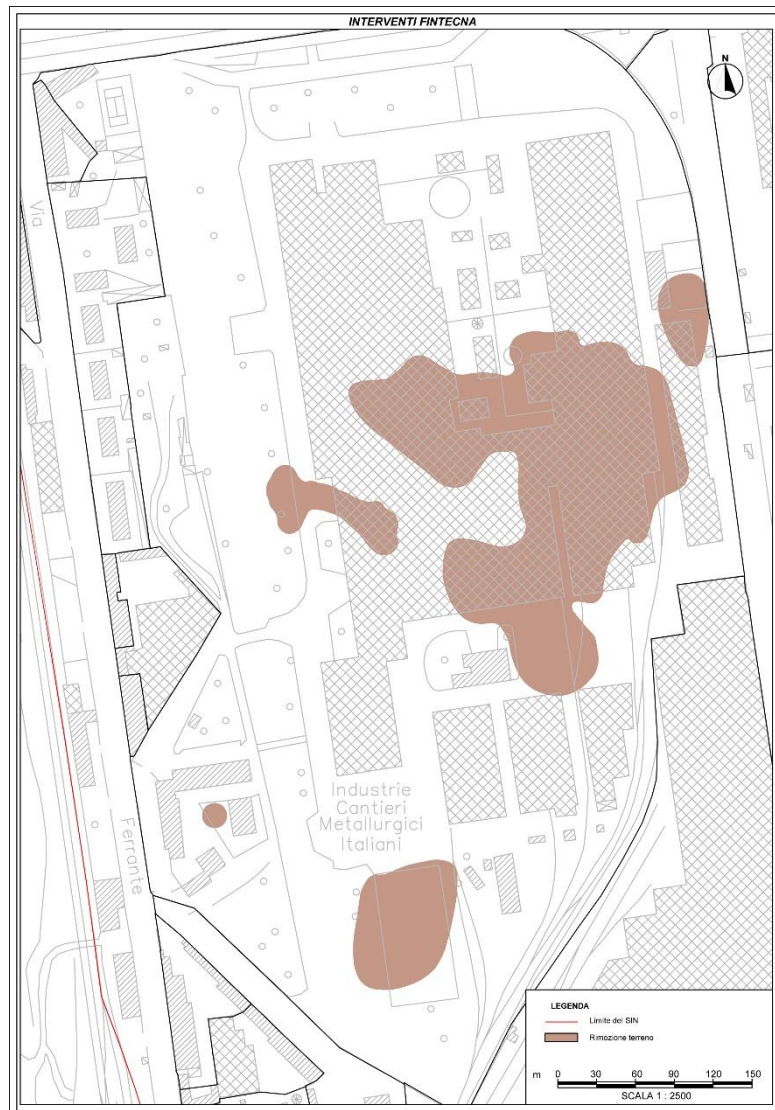 INTERVENTI FINTECNA
N
Via
Ferrante
Industrie
Cantieri
Metallurgici
Italiani
LEGENDA
Limite del SIN
Rimozione terreno
m 0 30 60 90 120 150
SCALA 1 : 2500